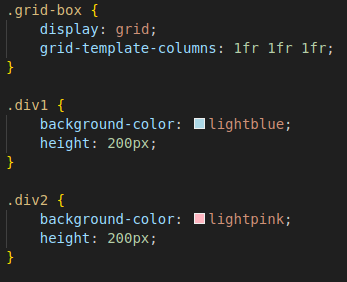 .grid-box {
    display: grid;
    grid-template-columns: 1fr 1fr 1fr;
}

.div1 {
    background-color: lightblue;
    height: 200px;
}

.div2 {
    background-color: lightpink;
    height: 200px;
}